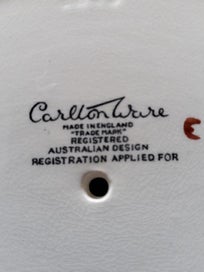 Carlton Ware
MADE IN ENGLAND
"TRADE MARK"
REGISTERED
AUSTRALIAN DESIGN
REGISTRATION APPLIED FOR